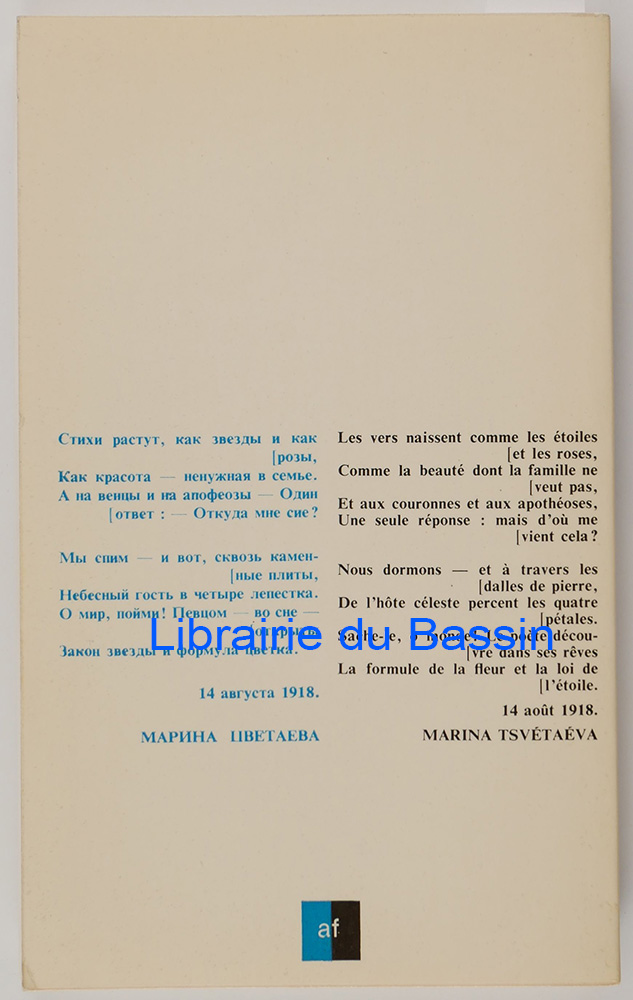 Стихи растут, как звезды и как
[розы,
Как красота — ненужная в семье.
А на венцы и на апофеозы — Один
[ответ : — Откуда мне сие?
Мы спим — и вот, сквозь камен-
[ные плиты,
Небесный гость в четыре лепестка.
О мир, пойми! Певцом — во сне —
Закон звезды и формула цветка.
14 августа 1918.
МАРИНА ЦВЕТАЕВА
Les vers naissent comme les étoiles
[et les roses,
Comme la beauté dont la famille ne
[veut pas,
Et aux couronnes et aux apothéoses,
Une seule réponse : mais d'où me
[vient cela?
Nous dormons — et à travers les
[dalles de pierre,
De l'hôte céleste percent les quatre
[pétales.
Sache-le, ô monde! Le poète décou-
[vre dans ses rêves
La formule de la fleur et la loi de
[l'étoile.
14 août 1918.
MARINA TSVÉTAÉVA
Librairie du Bassin
af